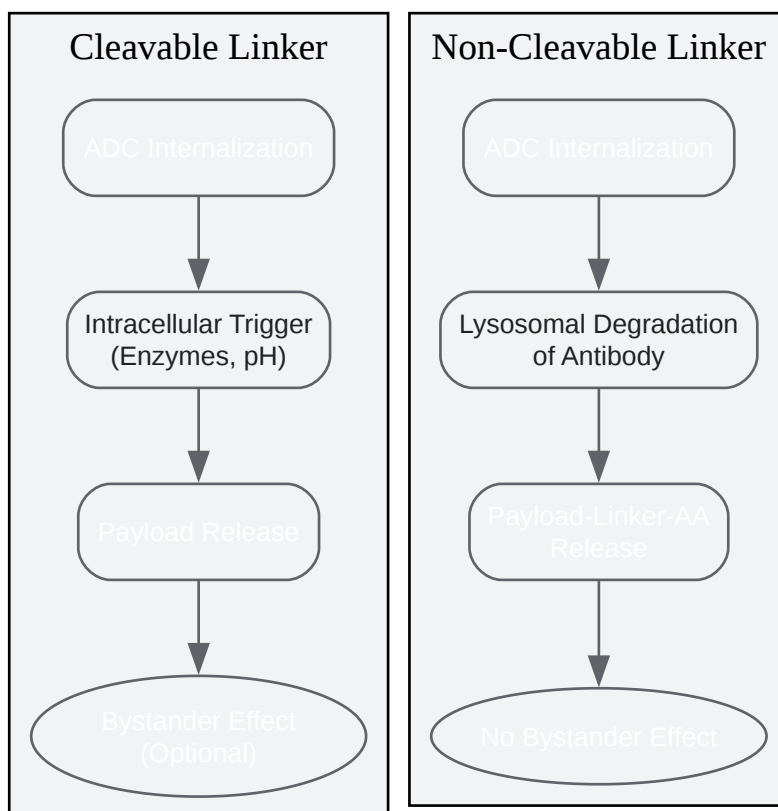 Cleavable Linker
ADC Internalization
Intracellular Trigger
(Enzymes, pH)
Payload Release
Bystander Effect
(Optional)
Non-Cleavable Linker
ADC Internalization
Lysosomal Degradation
of Antibody
Payload-Linker-AA
Release
No Bystander Effect